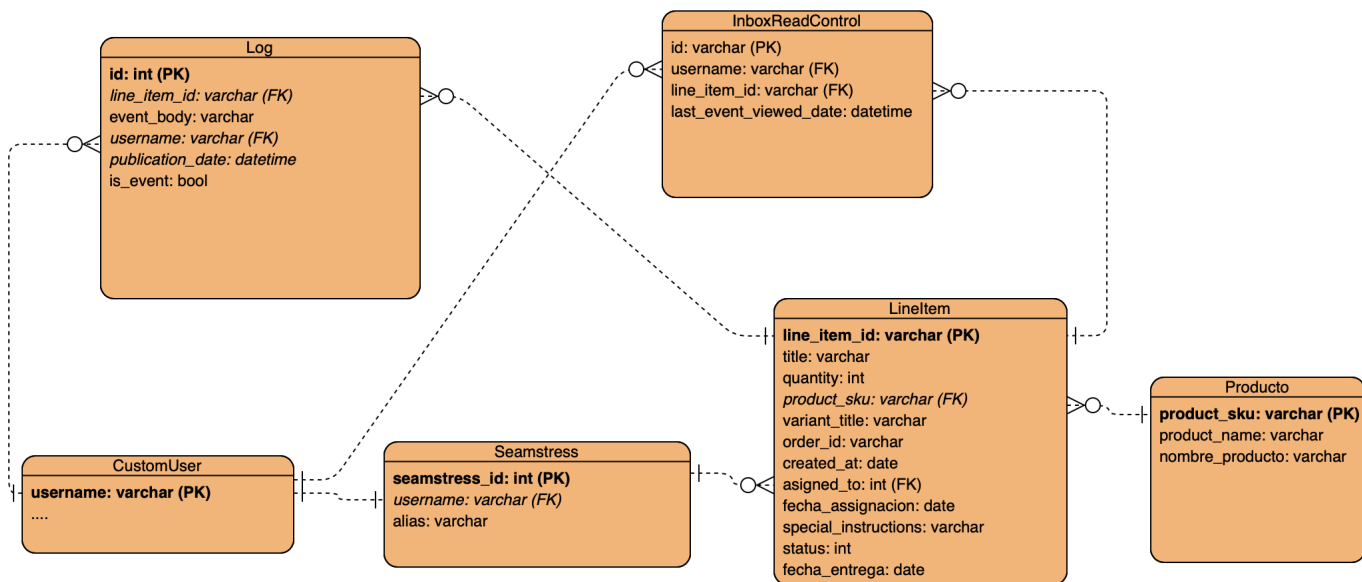 Log
id: int (PK)
line_item_id: varchar (FK)
event_body: varchar
username: varchar (FK)
publication_date: datetime
is_event: bool
InboxReadControl
id: varchar (PK)
username: varchar (FK)
line_item_id: varchar (FK)
last_event_viewed_date: datetime
CustomUser
username: varchar (PK)
....
Seamstress
seamstress_id: int (PK)
username: varchar (FK)
alias: varchar
LineItem
line_item_id: varchar (PK)
title: varchar
quantity: int
product_sku: varchar (FK)
variant_title: varchar
order_id: varchar
created_at: date
asigned_to: int (FK)
fecha_assignacion: date
special_instructions: varchar
status: int
fecha_entrega: date
Producto
product_sku: varchar (PK)
product_name: varchar
nombre_producto: varchar